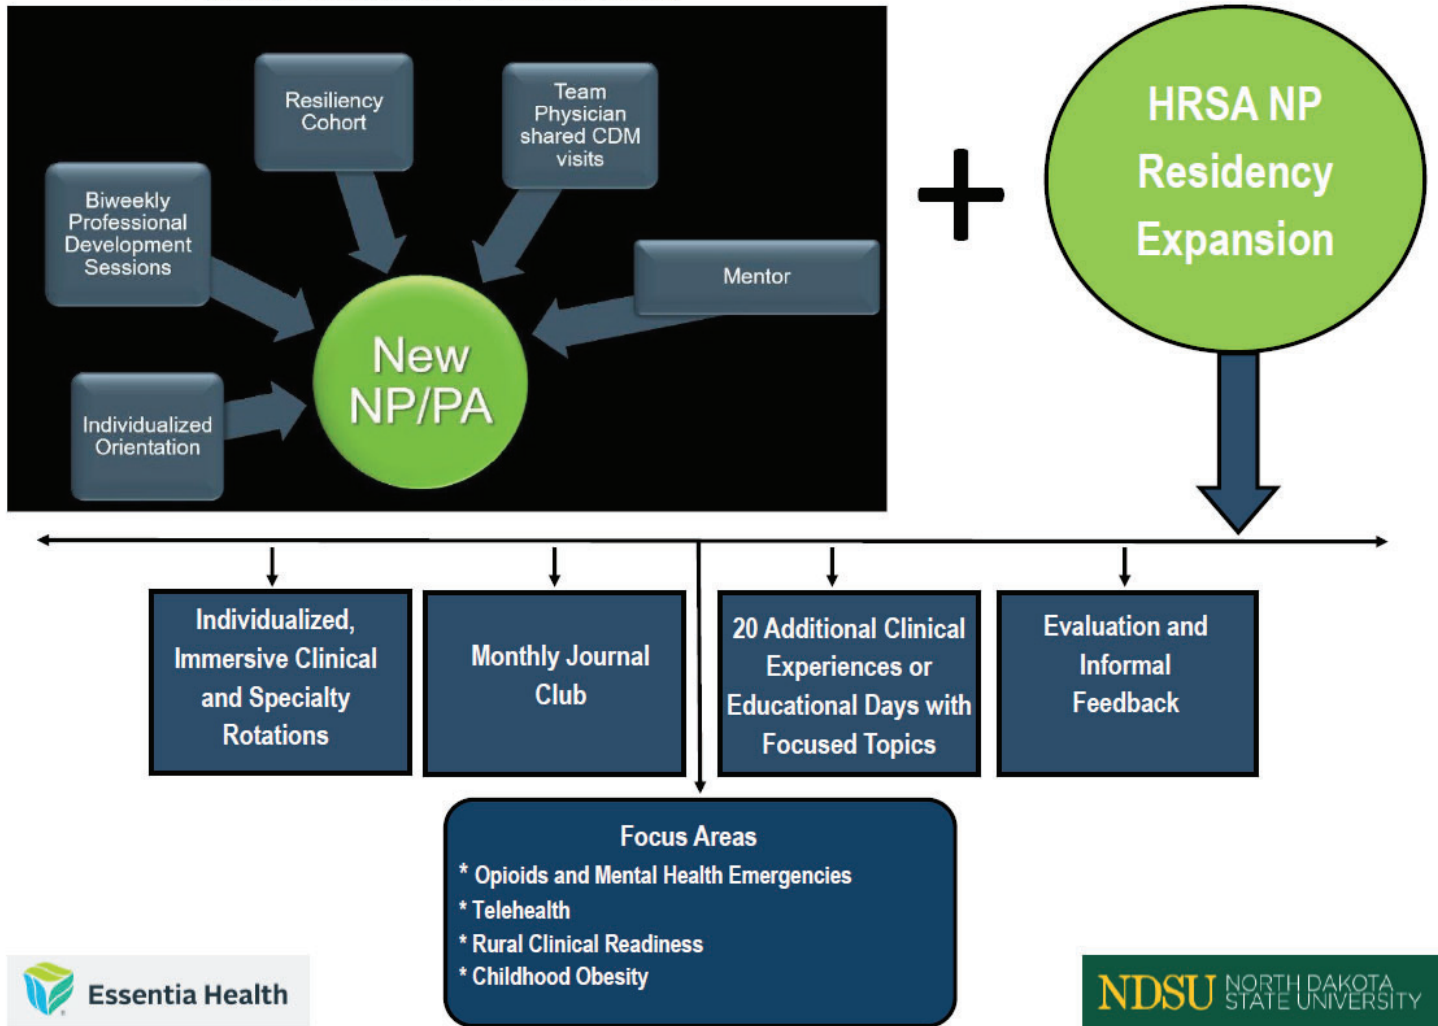 Resiliency
Cohort
Team
Physician
shared CDM
visits
Biweekly
Professional
Development
Sessions
Mentor
Individualized
Orientation
New
NP/PA
+
HRSA NP
Residency
Expansion
Individualized,
Immersive Clinical
and Specialty
Rotations
Monthly Journal
Club
20 Additional Clinical
Experiences or
Educational Days with
Focused Topics
Evaluation and
Informal
Feedback
Focus Areas
* Opioids and Mental Health Emergencies
* Telehealth
* Rural Clinical Readiness
* Childhood Obesity
Essentia Health
NDSU NORTH DAKOTA
STATE UNIVERSITY